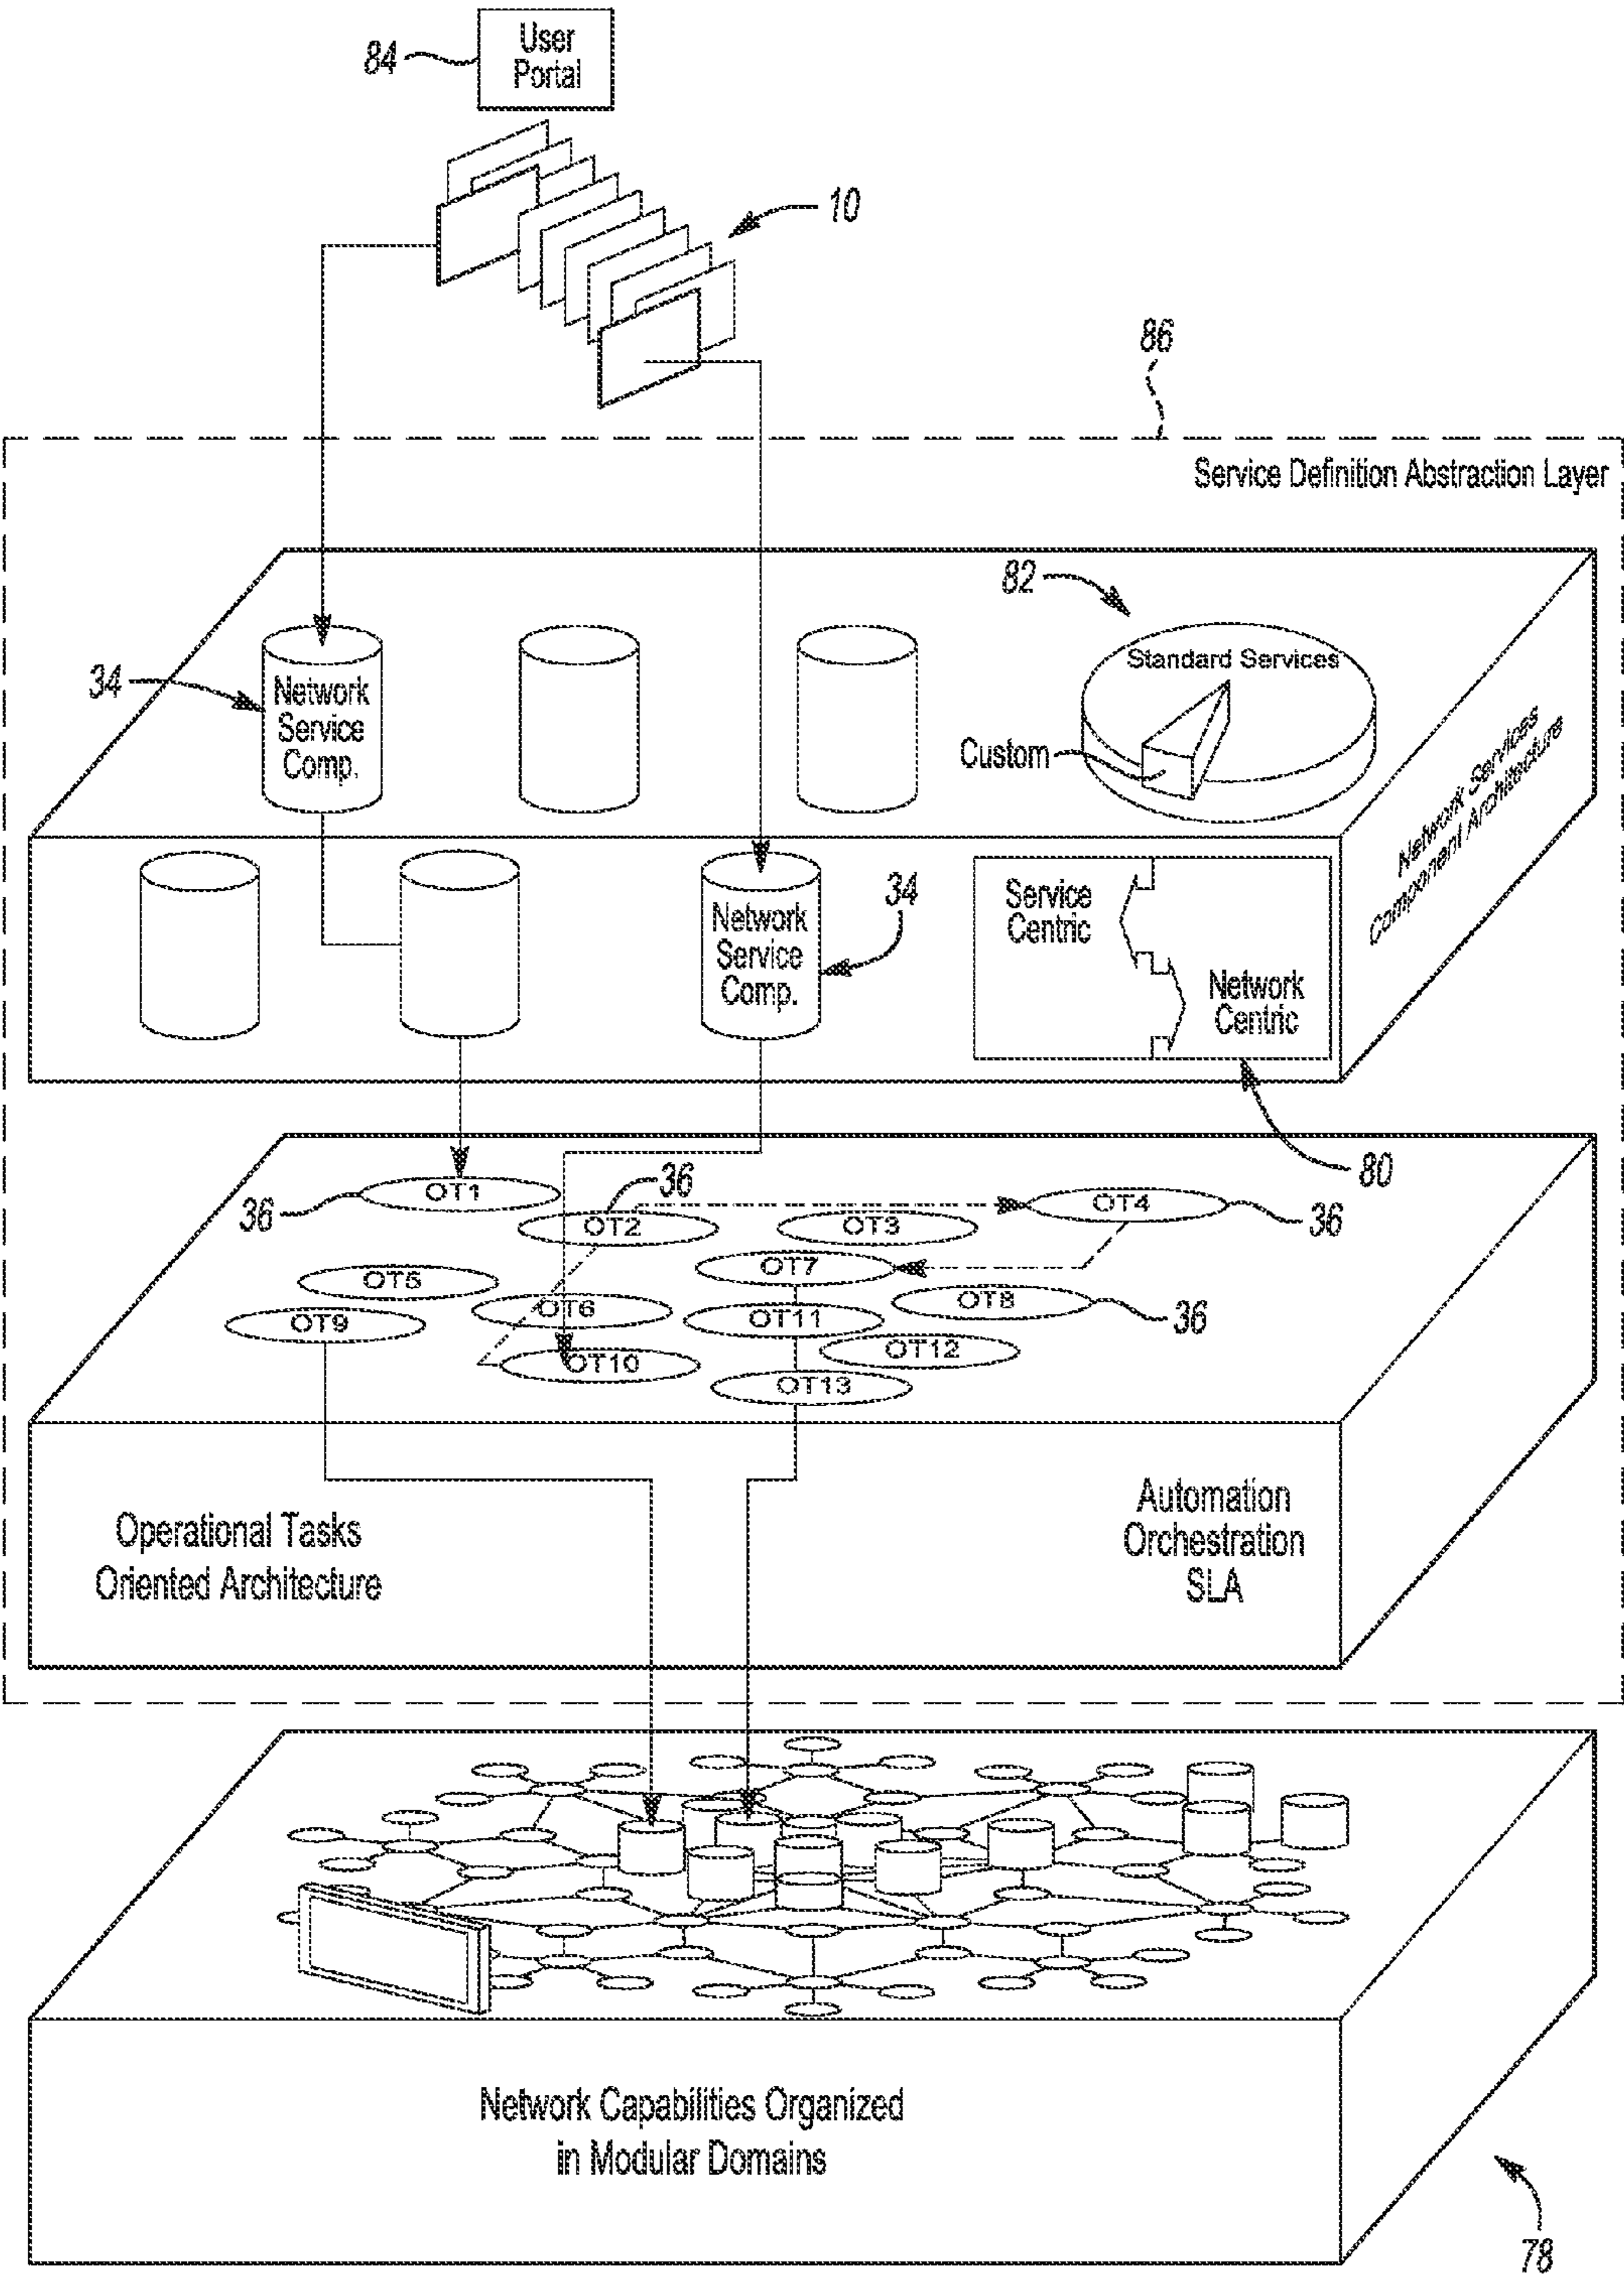 84
User
Portal
10
86
Service Definition Abstraction Layer
82
Standard Services
Custom
34
Network
Service
Comp.
Network Services
Component Architecture
Network
Service
Comp.
34
Service
Centric
Network
Centric
80
36
OT1
36
OT2
OT3
OT4
36
OT5
OT6
OT7
OT8
36
OT9
OT10
OT11
OT12
OT13
Operational Tasks
Oriented Architecture
Automation
Orchestration
SLA
Network Capabilities Organized
in Modular Domains
78